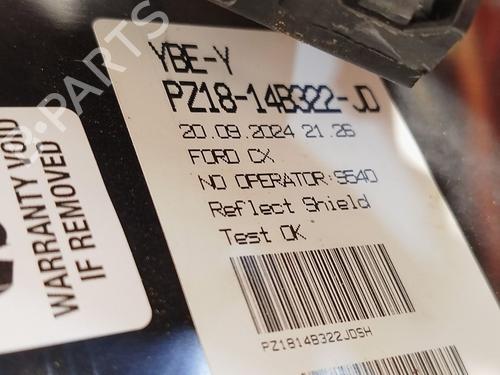 YBE-Y
PZ18-14B322-JD
20.09.2024 21.26
FORD CX
NO OPERATOR:S640
Reflect Shield
Test OK
PZ1814B322JDSH
WARRANTY VOID
IF REMOVED
B-PARTS